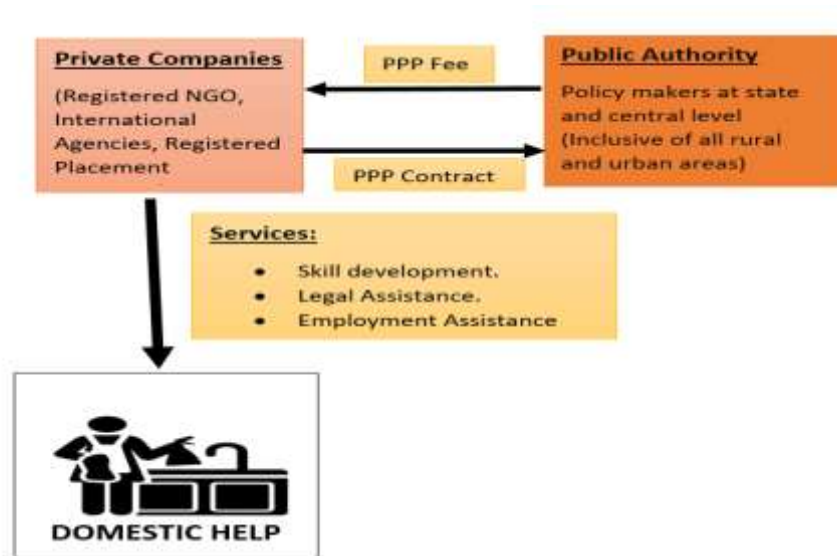 Private Companies
(Registered NGO,
International
Agencies, Registered
Placement
PPP Fee
PPP Contract
Public Authority
Policy makers at state
and central level
(Inclusive of all rural
and urban areas)
Services:
• Skill development.
• Legal Assistance.
• Employment Assistance
DOMESTIC HELP